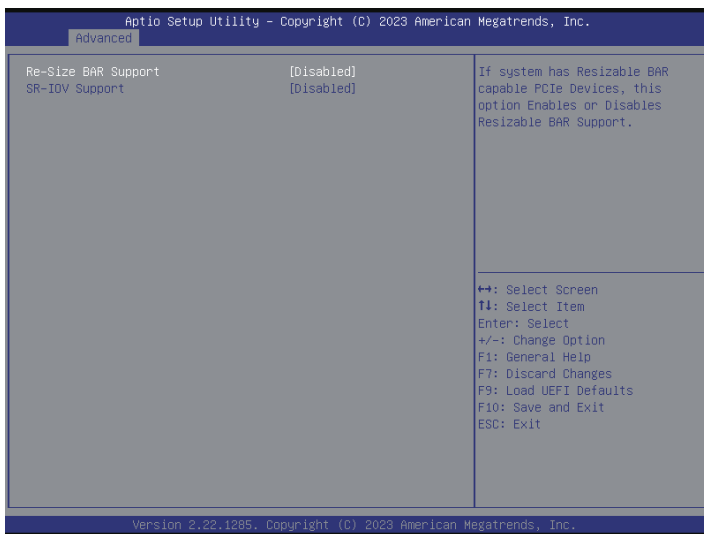 Aptio Setup Utility – Copyright (C) 2023 American Megatrends, Inc.
Advanced
Re-Size BAR Support [Disabled]
SR-IOV Support [Disabled]
If system has Resizable BAR
capable PCIe Devices, this
option Enables or Disables
Resizable BAR Support.
↔: Select Screen
↑↓: Select Item
Enter: Select
+/-: Change Option
F1: General Help
F7: Discard Changes
F9: Load UEFI Defaults
F10: Save and Exit
ESC: Exit
Version 2.22.1285. Copyright (C) 2023 American Megatrends, Inc.